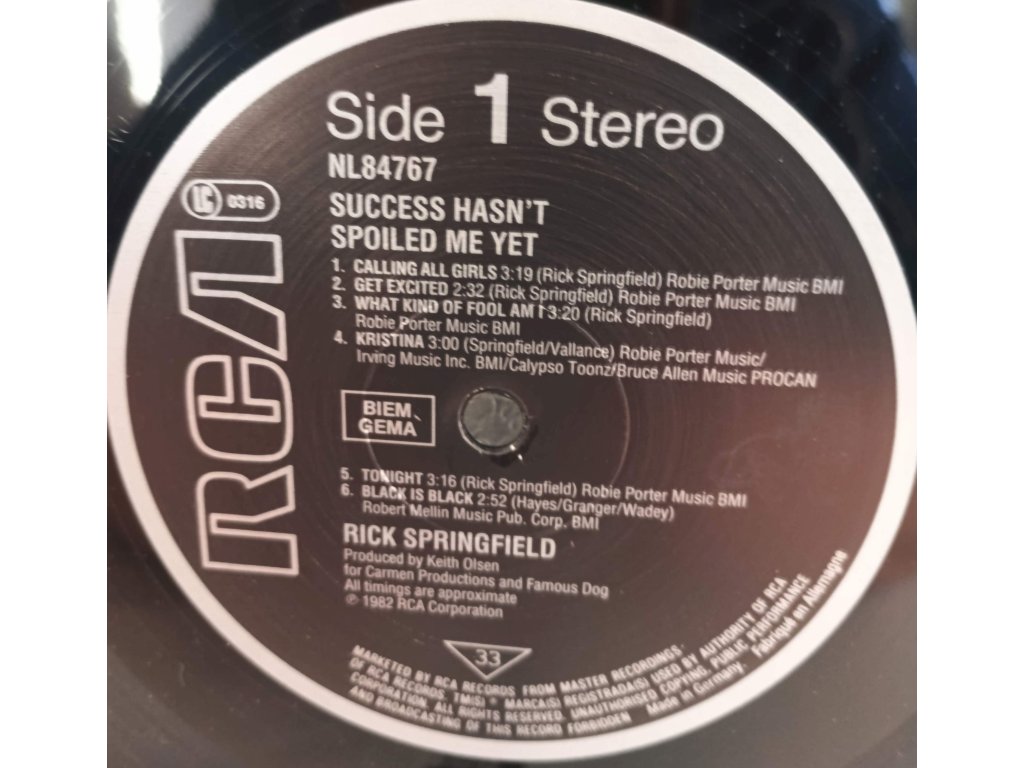 Side 1 Stereo
NL84767
LC 0316
RCA
SUCCESS HASN'T
SPOILED ME YET
1. CALLING ALL GIRLS 3:19 (Rick Springfield) Robie Porter Music BMI
2. GET EXCITED 2:32 (Rick Springfield) Robie Porter Music BMI
3. WHAT KIND OF FOOL AM I 3:20 (Rick Springfield)
Robie Porter Music BMI
4. KRISTINA 3:00 (Springfield/Vallance) Robie Porter Music/
Irving Music Inc. BMI/Calypso Toonz/Bruce Allen Music PROCAN
BIEM
GEMA
5. TONIGHT 3:16 (Rick Springfield) Robie Porter Music BMI
6. BLACK IS BLACK 2:52 (Hayes/Granger/Wadey)
Robert Mellin Music Pub. Corp. BMI
RICK SPRINGFIELD
Produced by Keith Olsen
for Carmen Productions and Famous Dog
All timings are approximate
℗ 1982 RCA Corporation
33
MARKETED BY RCA RECORDS FROM MASTER RECORDINGS.
OF RCA RECORDS. TM(S) ® MARCA(S) REGISTRADA(S) USED BY AUTHORITY OF RCA
CORPORATION. ALL RIGHTS RESERVED. UNAUTHORISED COPYING, PUBLIC PERFORMANCE
AND BROADCASTING OF THIS RECORD FORBIDDEN Made in Germany. Fabriqué en Allemagne